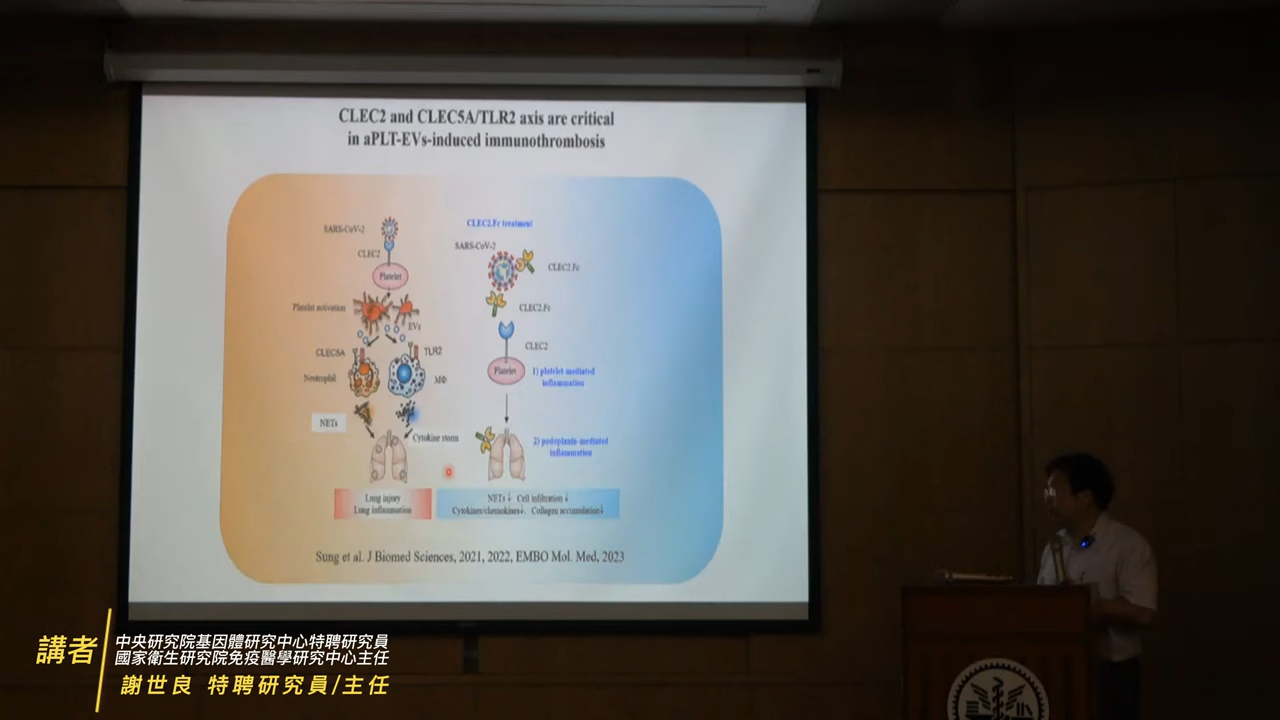 CLEC2 and CLEC5A/TLR2 axis are critical
in aPLT-EVs-induced immunothrombosis
SARS-CoV-2
CLEC2
Platelet
Platelet activation
EVs
CLEC5A
TLR2
Neutrophil
MΦ
NETs
Cytokine storm
Lung injury
Lung inflammation
CLEC2.Fc treatment
SARS-CoV-2
CLEC2.Fc
CLEC2.Fc
CLEC2
Platelet
1) platelet-mediated
inflammation
2) podoplanin-mediated
inflammation
NETs↓ Cell infiltration↓
Cytokines/chemokines↓. Collagen accumulation↓
Sung et al. J Biomed Sciences, 2021, 2022, EMBO Mol. Med, 2023
講者
中央研究院基因體研究中心特聘研究員
國家衛生研究院免疫醫學研究中心主任
謝世良 特聘研究員/主任